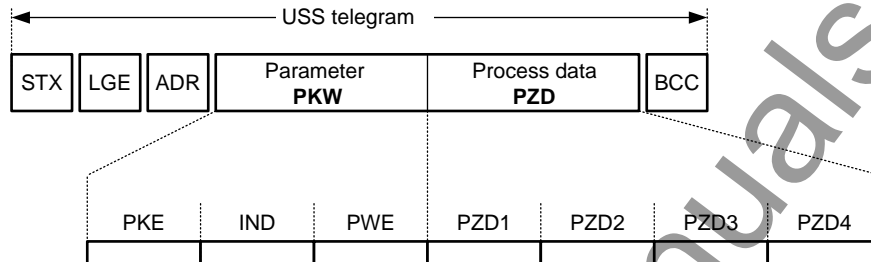 USS telegram
STX LGE ADR Parameter PKW Process data PZD BCC
PKE IND PWE PZD1 PZD2 PZD3 PZD4